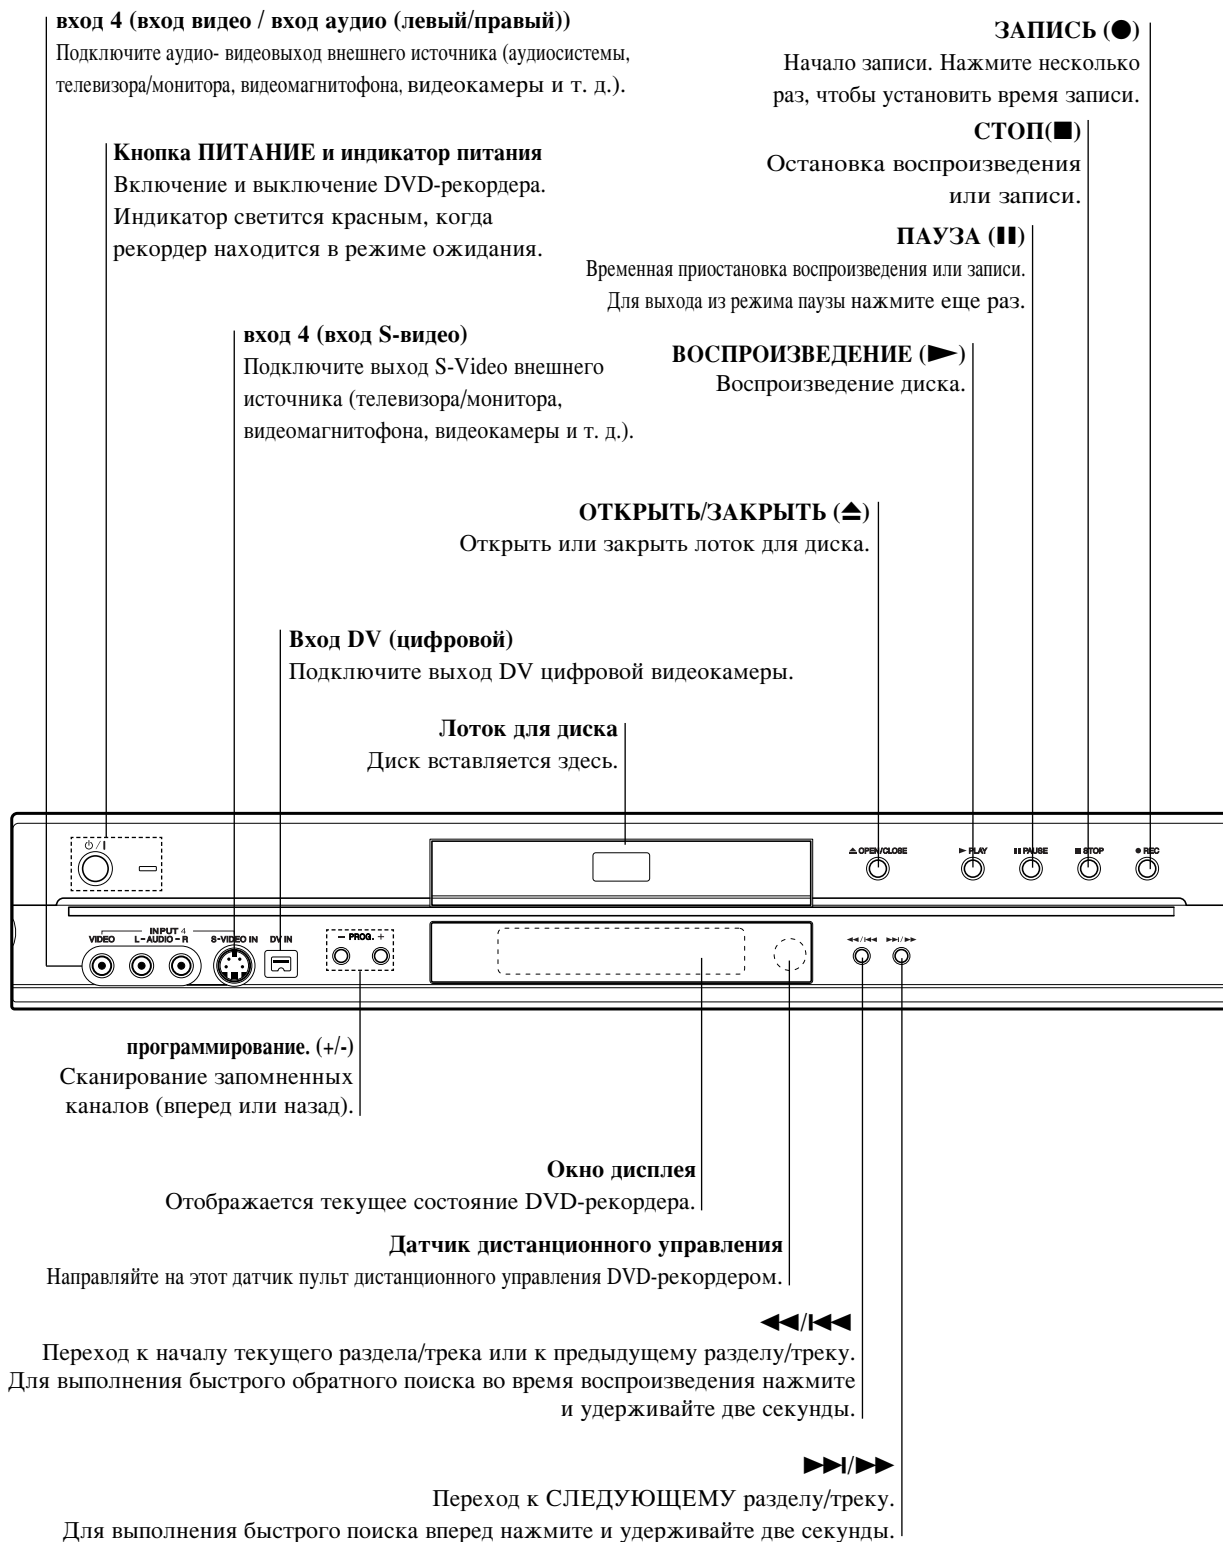 вход 4 (вход видео / вход аудио (левый/правый))
Подключите аудио- видеовыход внешнего источника (аудиосистемы,
телевизора/монитора, видеомагнитофона, видеокамеры и т. д.).
ЗАПИСЬ (●)
Начало записи. Нажмите несколько
раз, чтобы установить время записи.
СТОП(■)
Остановка воспроизведения
или записи.
Кнопка ПИТАНИЕ и индикатор питания
Включение и выключение DVD-рекордера.
Индикатор светится красным, когда
рекордер находится в режиме ожидания.
ПАУЗА (❚❚)
Временная приостановка воспроизведения или записи.
Для выхода из режима паузы нажмите еще раз.
вход 4 (вход S-видео)
Подключите выход S-Video внешнего
источника (телевизора/монитора,
видеомагнитофона, видеокамеры и т. д.).
ВОСПРОИЗВЕДЕНИЕ (►)
Воспроизведение диска.
ОТКРЫТЬ/ЗАКРЫТЬ (⏏)
Открыть или закрыть лоток для диска.
Вход DV (цифровой)
Подключите выход DV цифровой видеокамеры.
Лоток для диска
Диск вставляется здесь.
⏻/I
⏏ OPEN/CLOSE
► PLAY
❚❚ PAUSE
■ STOP
● REC
INPUT 4
VIDEO L - AUDIO - R S-VIDEO IN DV IN
– PROG. +
◄◄/I◄◄ ►►I/►►
программирование. (+/-)
Сканирование запомненных
каналов (вперед или назад).
Окно дисплея
Отображается текущее состояние DVD-рекордера.
Датчик дистанционного управления
Направляйте на этот датчик пульт дистанционного управления DVD-рекордером.
◄◄/I◄◄
Переход к началу текущего раздела/трека или к предыдущему разделу/треку.
Для выполнения быстрого обратного поиска во время воспроизведения нажмите
и удерживайте две секунды.
►►I/►►
Переход к СЛЕДУЮЩЕМУ разделу/треку.
Для выполнения быстрого поиска вперед нажмите и удерживайте две секунды.